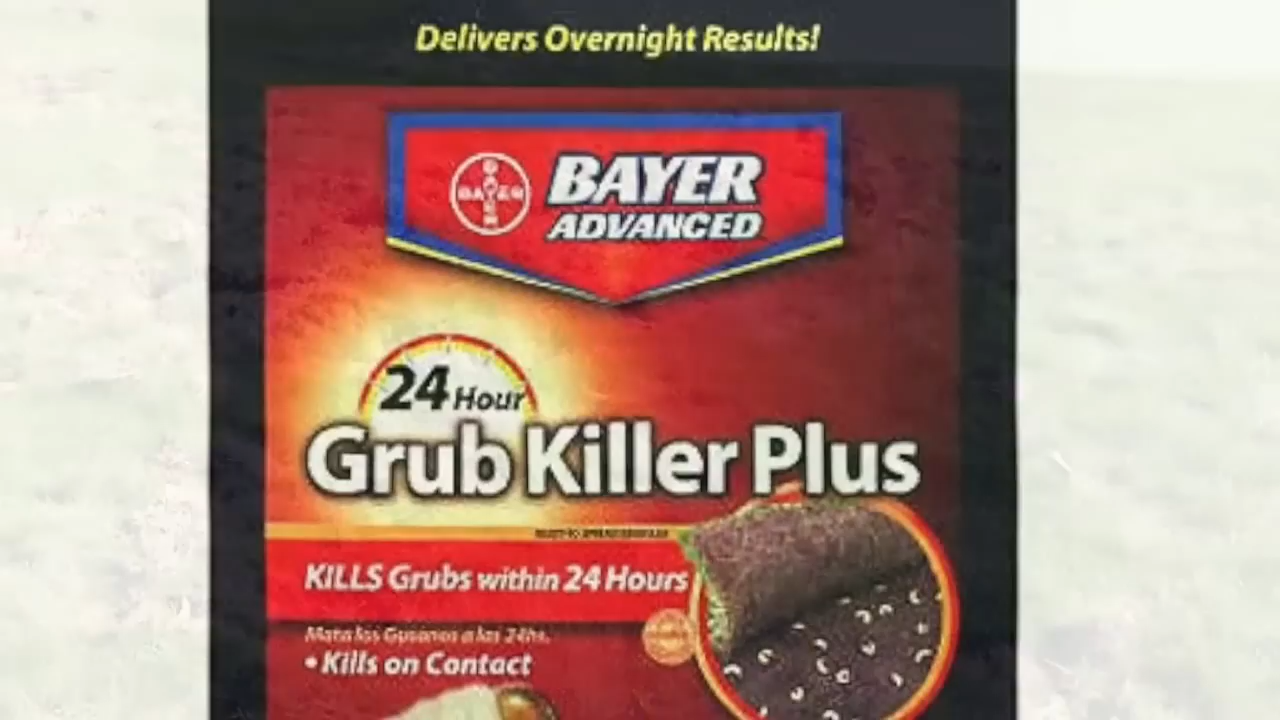 Delivers Overnight Results!
BAYER
BAYER
BAYER
ADVANCED
24 Hour
Grub Killer Plus
KILLS Grubs within 24 Hours
Mata los Gusanos a las 24hs.
• Kills on Contact